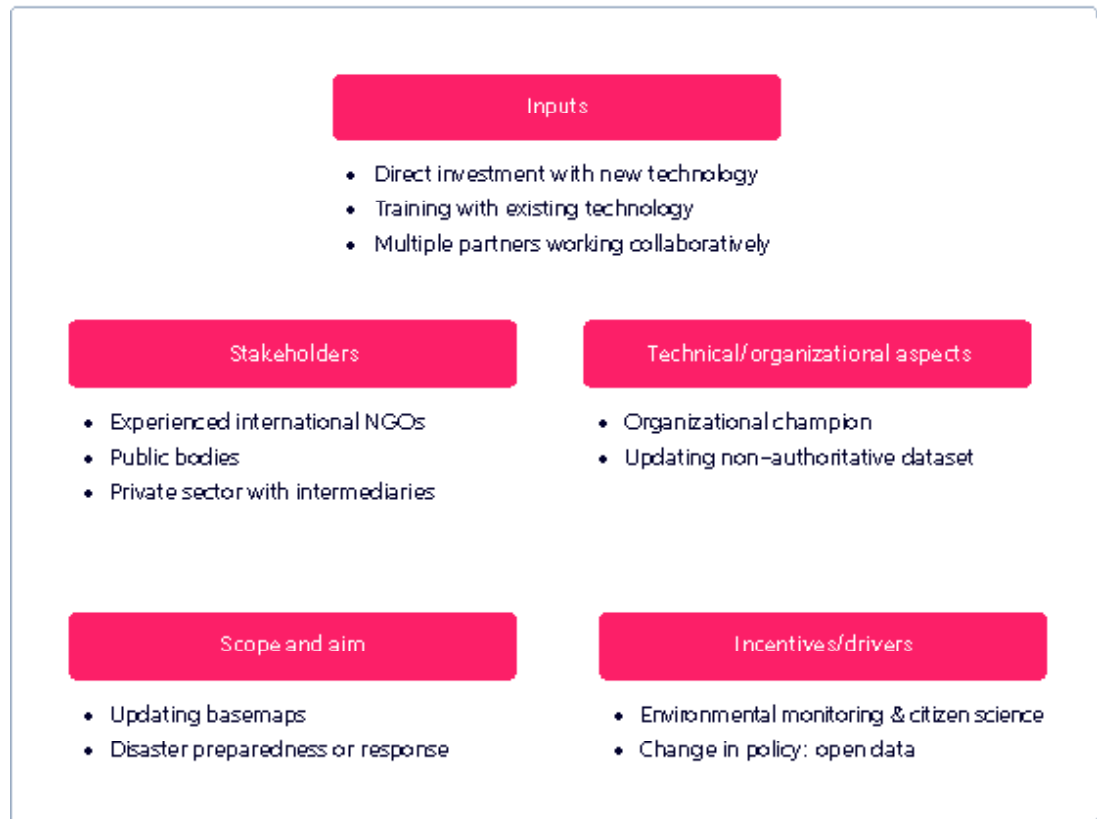 Inputs
• Direct investment with new technology
• Training with existing technology
• Multiple partners working collaboratively
Stakeholders
• Experienced international NGOs
• Public bodies
• Private sector with intermediaries
Technical/organizational aspects
• Organizational champion
• Updating non-authoritative dataset
Scope and aim
• Updating basemaps
• Disaster preparedness or response
Incentives/drivers
• Environmental monitoring & citizen science
• Change in policy: open data